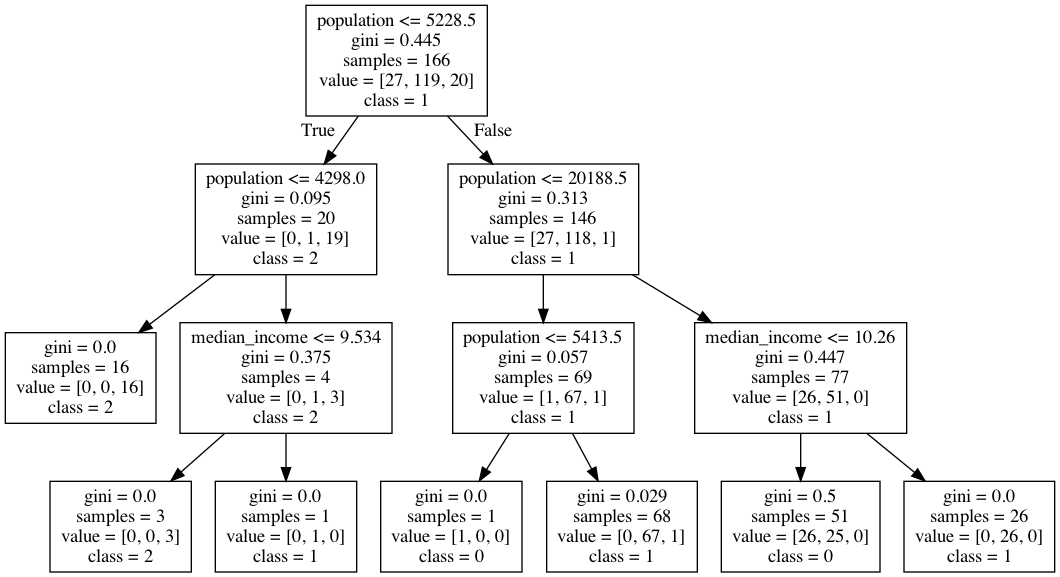 population <= 5228.5
gini = 0.445
samples = 166
value = [27, 119, 20]
class = 1
True
False
population <= 4298.0
gini = 0.095
samples = 20
value = [0, 1, 19]
class = 2
population <= 20188.5
gini = 0.313
samples = 146
value = [27, 118, 1]
class = 1
gini = 0.0
samples = 16
value = [0, 0, 16]
class = 2
median_income <= 9.534
gini = 0.375
samples = 4
value = [0, 1, 3]
class = 2
population <= 5413.5
gini = 0.057
samples = 69
value = [1, 67, 1]
class = 1
median_income <= 10.26
gini = 0.447
samples = 77
value = [26, 51, 0]
class = 1
gini = 0.0
samples = 3
value = [0, 0, 3]
class = 2
gini = 0.0
samples = 1
value = [0, 1, 0]
class = 1
gini = 0.0
samples = 1
value = [1, 0, 0]
class = 0
gini = 0.029
samples = 68
value = [0, 67, 1]
class = 1
gini = 0.5
samples = 51
value = [26, 25, 0]
class = 0
gini = 0.0
samples = 26
value = [0, 26, 0]
class = 1